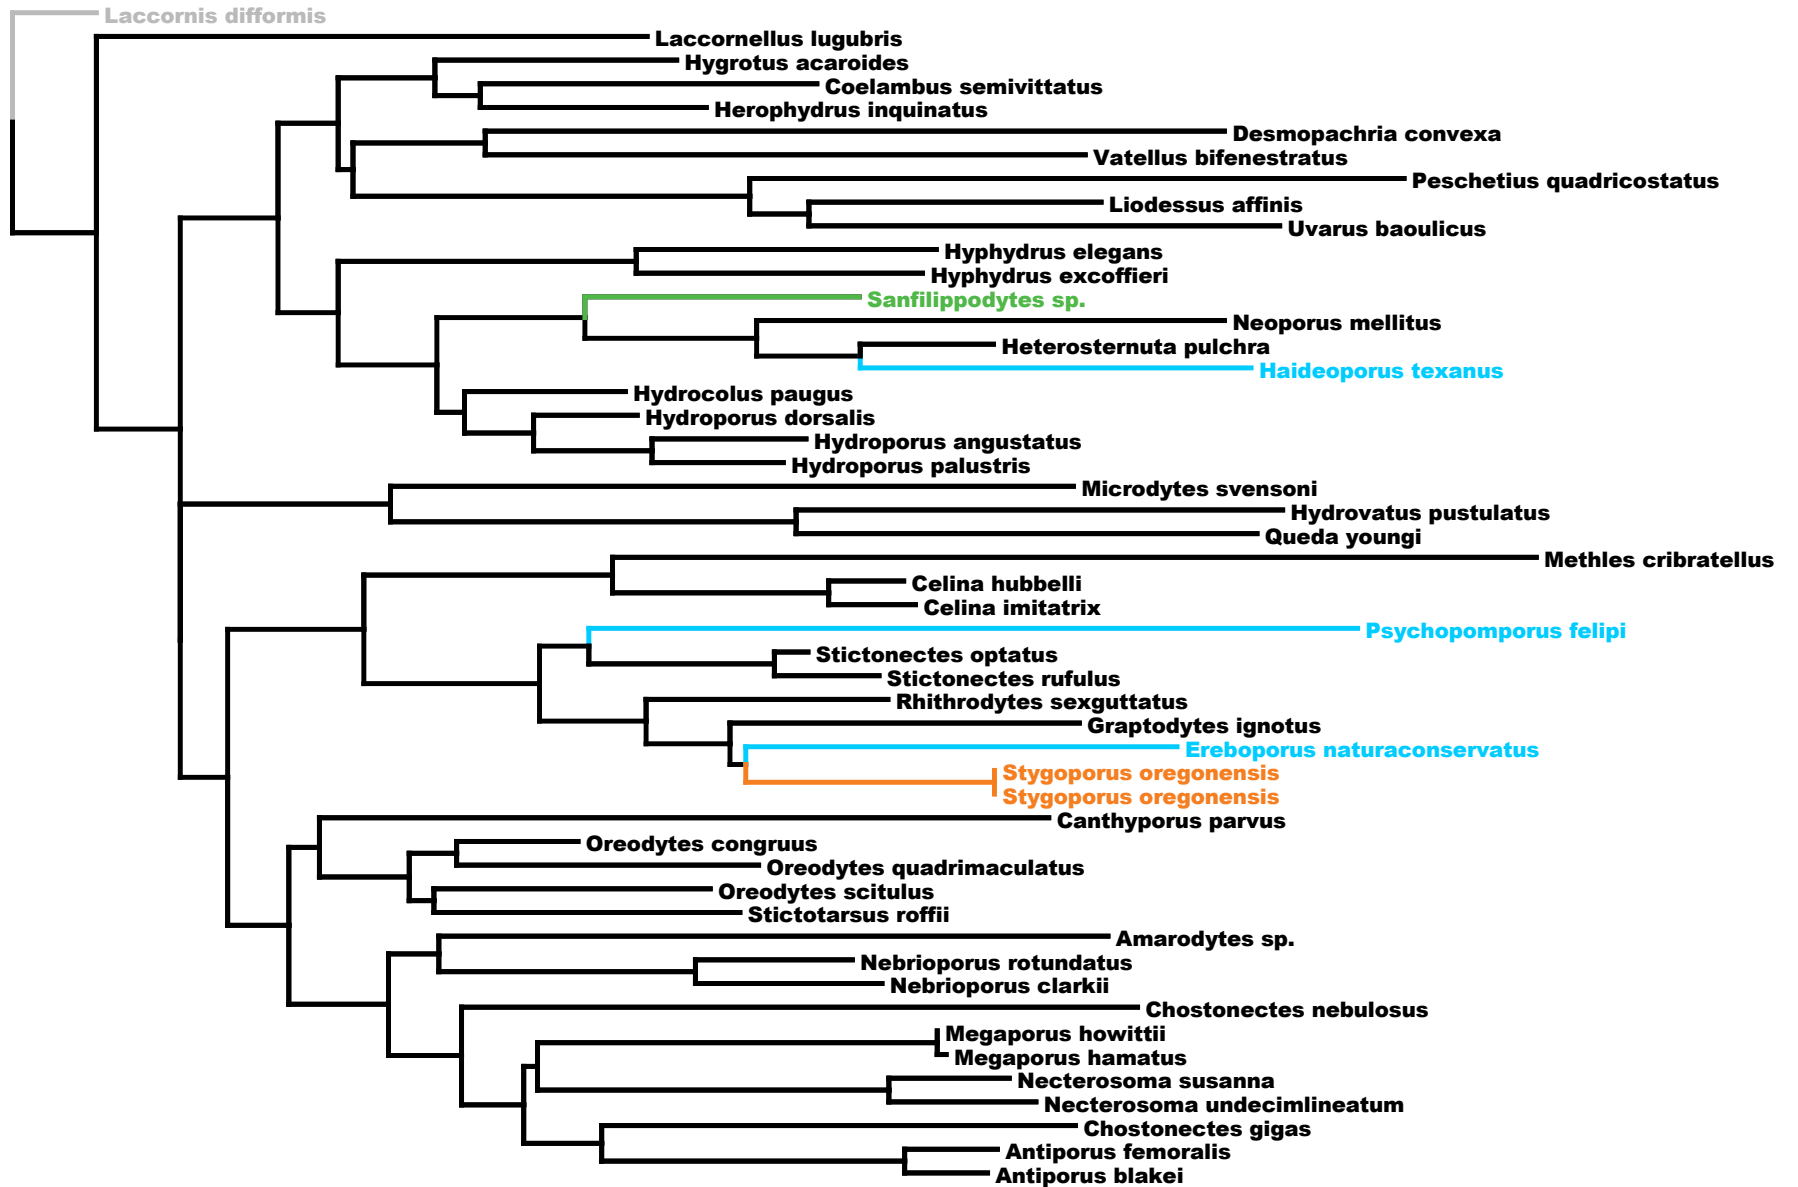 Laccornis difformis
Laccornellus lugubris
Hygrotus acaroides
Coelambus semivittatus
Herophydrus inquinatus
Desmopachria convexa
Vatellus bifenestratus
Peschetius quadricostatus
Liodessus affinis
Uvarus baoulicus
Hyphydrus elegans
Hyphydrus excoffieri
Sanfilippodytes sp.
Neoporus mellitus
Heterosternuta pulchra
Haideoporus texanus
Hydrocolus paugus
Hydroporus dorsalis
Hydroporus angustatus
Hydroporus palustris
Microdytes svensoni
Hydrovatus pustulatus
Queda youngi
Methles cribratellus
Celina hubbelli
Celina imitatrix
Psychopomporus felipi
Stictonectes optatus
Stictonectes rufulus
Rhithrodytes sexguttatus
Graptodytes ignotus
Ereboporus naturaconservatus
Stygoporus oregonensis
Stygoporus oregonensis
Canthyporus parvus
Oreodytes congruus
Oreodytes quadrimaculatus
Oreodytes scitulus
Stictotarsus roffii
Amarodytes sp.
Nebrioporus rotundatus
Nebrioporus clarkii
Chostonectes nebulosus
Megaporus howittii
Megaporus hamatus
Necterosoma susanna
Necterosoma undecimlineatum
Chostonectes gigas
Antiporus femoralis
Antiporus blakei